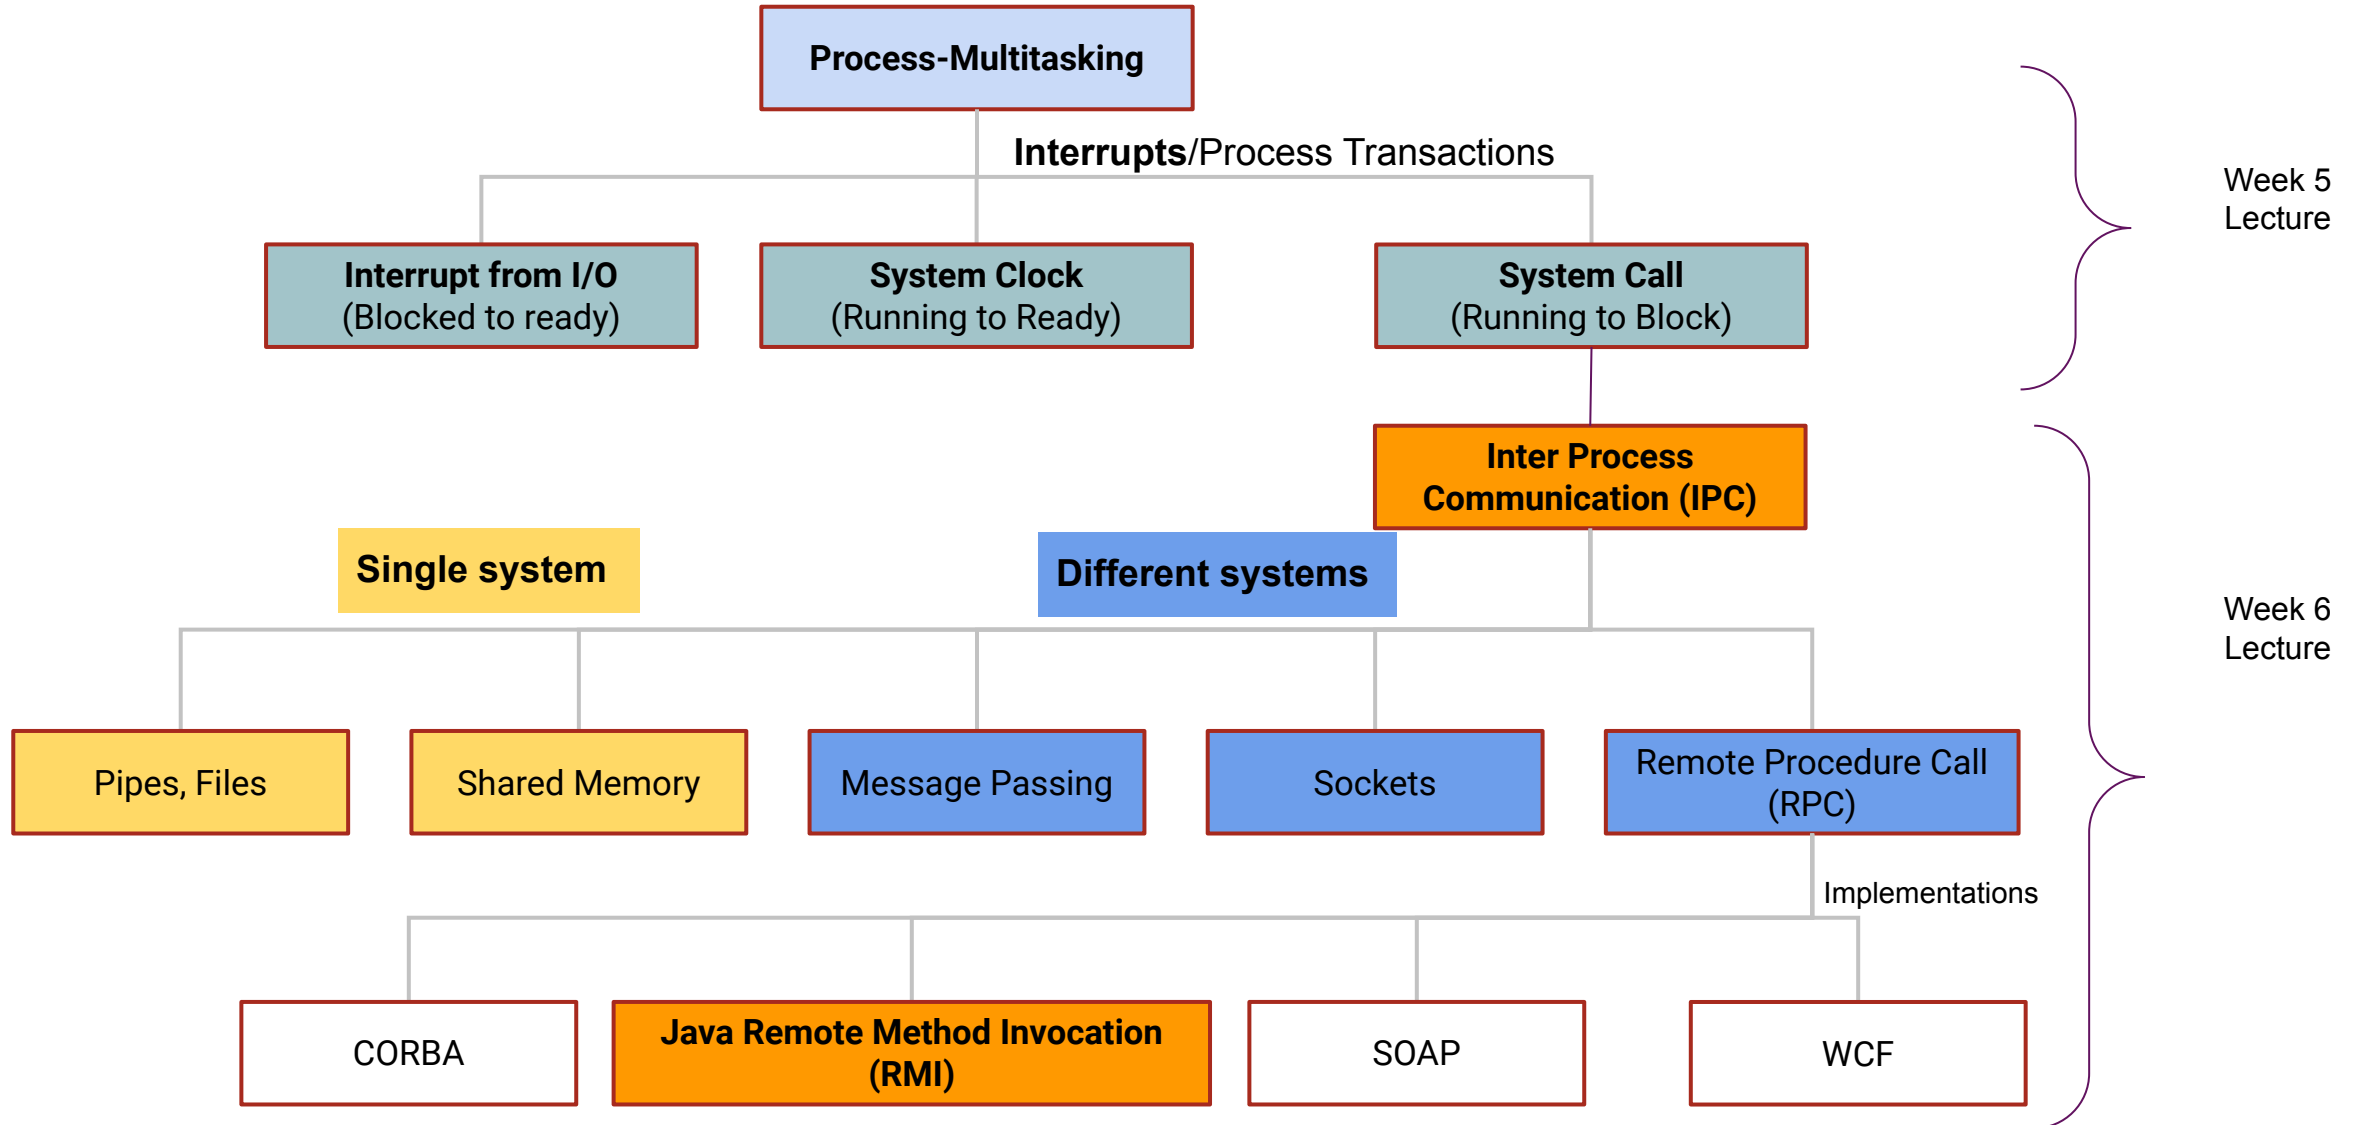 Process-Multitasking
Interrupts/Process Transactions
Week 5
Lecture
Interrupt from I/O
(Blocked to ready)
System Clock
(Running to Ready)
System Call
(Running to Block)
Inter Process
Communication (IPC)
Single system
Different systems
Week 6
Lecture
Pipes, Files
Shared Memory
Message Passing
Sockets
Remote Procedure Call
(RPC)
Implementations
CORBA
Java Remote Method Invocation
(RMI)
SOAP
WCF